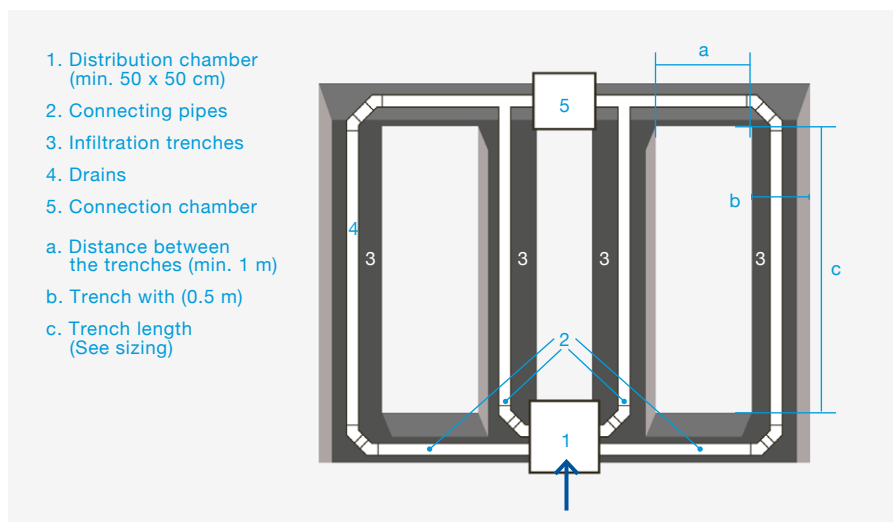 1. Distribution chamber
(min. 50 x 50 cm)
2. Connecting pipes
3. Infiltration trenches
4. Drains
5. Connection chamber
a. Distance between
the trenches (min. 1 m)
b. Trench with (0.5 m)
c. Trench length
(See sizing)
a
5
b
4
3
3
3
3
c
2
1